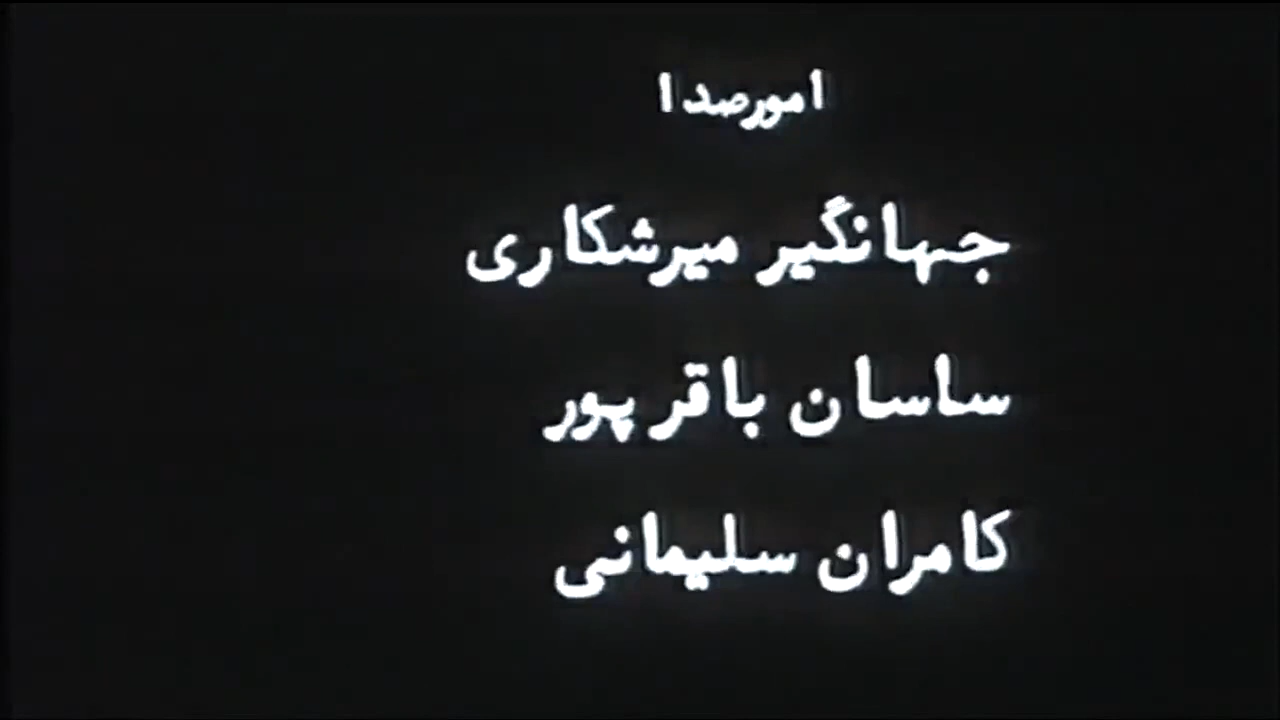 امور صدا
جهانگیر میرشکاری
ساسان باقرپور
کامران سلیمانی